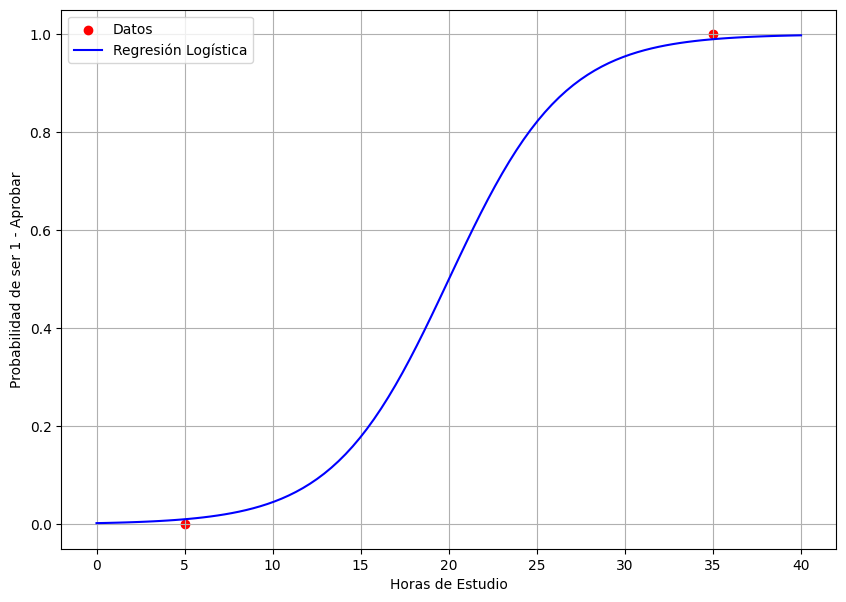 Datos
Regresión Logística
1.0
0.8
0.6
0.4
0.2
0.0
Probabilidad de ser 1 - Aprobar
0 5 10 15 20 25 30 35 40
Horas de Estudio